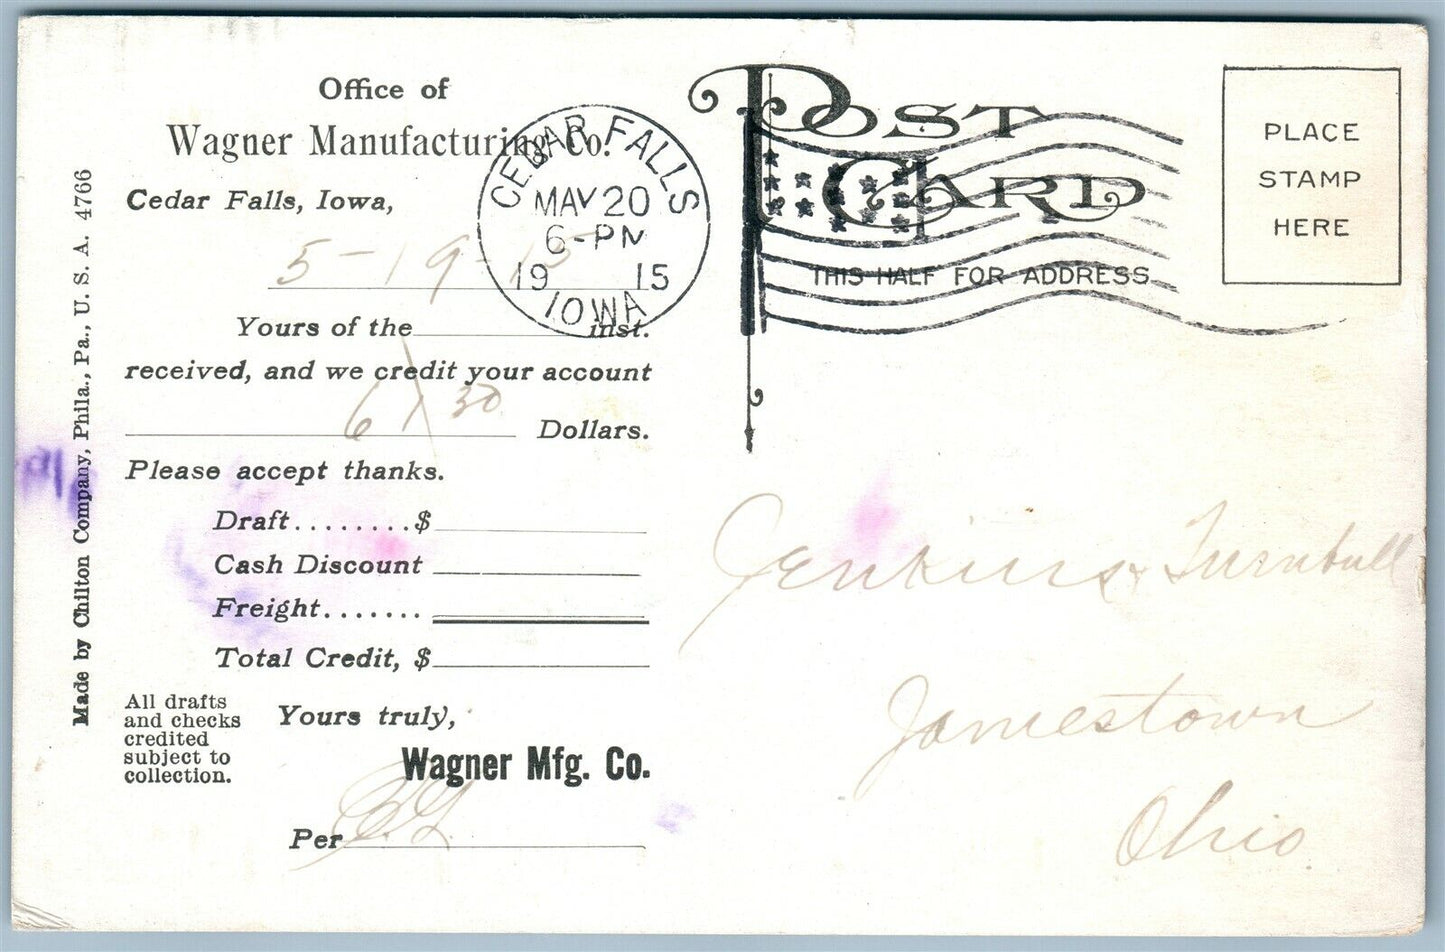 Office of
Wagner Manufacturing Co.
Cedar Falls, Iowa,
5-19-15
Yours of the inst.
received, and we credit your account
6 30
Dollars.
Please accept thanks.
Draft........$
Cash Discount
Freight.......
Total Credit, $
All drafts
and checks
credited
subject to
collection.
Yours truly,
Wagner Mfg. Co.
Per
Made by Chilton Company, Phila., Pa., U. S. A. 4766
CEDAR FALLS
MAY 20
6-PM
1915
IOWA
POST
CARD
THIS HALF FOR ADDRESS
PLACE
STAMP
HERE
Jenkins & Turnbull
Jamestown
Ohio.